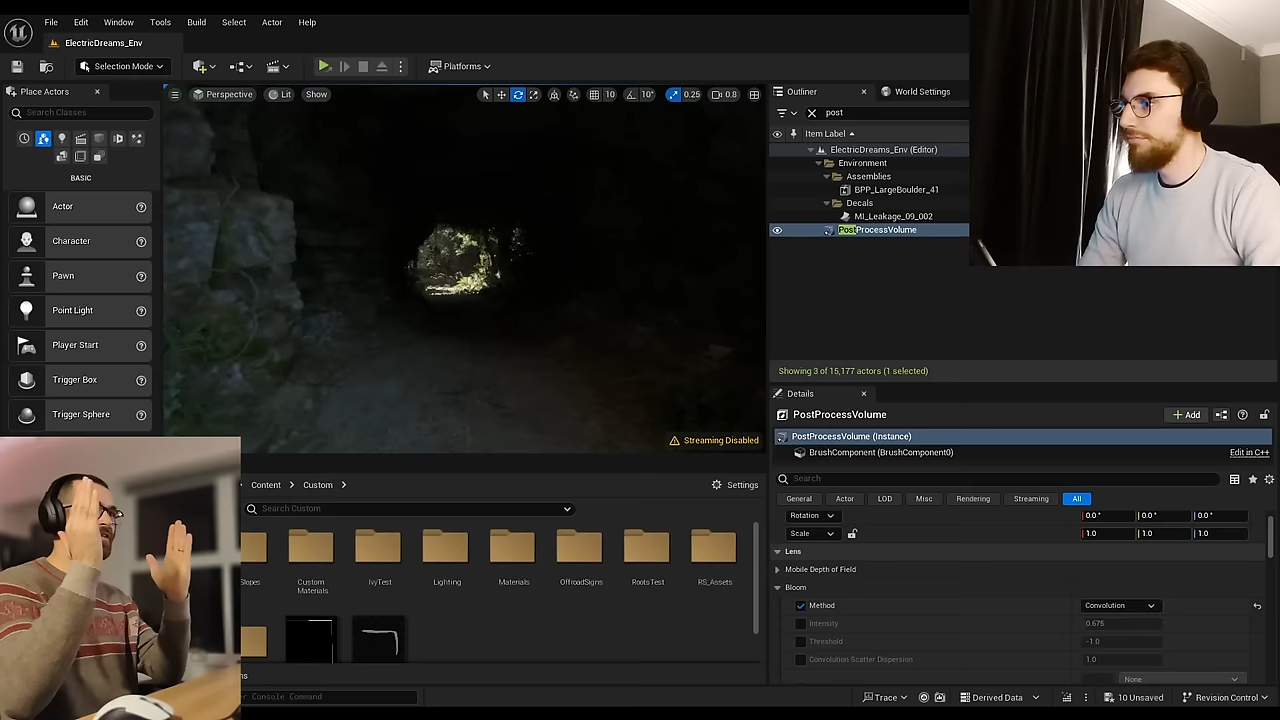 File Edit Window Tools Build Select Actor Help
ElectricDreams_Env
Selection Mode
Platforms
Place Actors
Search Classes
BASIC
Actor
Character
Pawn
Point Light
Player Start
Trigger Box
Trigger Sphere
Perspective Lit Show
10 10° 0.25 0.8
Streaming Disabled
Outliner World Settings
post
Item Label
ElectricDreams_Env (Editor)
Environment
Assemblies
BPP_LargeBoulder_41
Decals
MI_Leakage_09_002
PostProcessVolume
Showing 3 of 15,177 actors (1 selected)
Details
PostProcessVolume
Add
PostProcessVolume (Instance)
BrushComponent (BrushComponent0)
Edit in C++
Search
General Actor LOD Misc Rendering Streaming All
Rotation 0.0° 0.0° 0.0°
Scale 1.0 1.0 1.0
Lens
Mobile Depth of Field
Bloom
Method Convolution
Intensity 0.675
Threshold -1.0
Convolution Scatter Dispersion 1.0
None
Content Custom
Settings
Search Custom
Custom Materials
IvyTest
Lighting
Materials
OffroadSigns
RootsTest
RS_Assets
Console Command
Trace
Derived Data
10 Unsaved
Revision Control